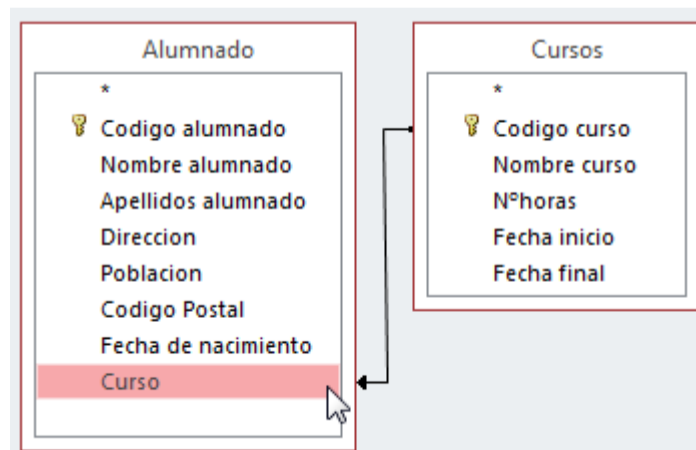 Alumnado
*
Codigo alumnado
Nombre alumnado
Apellidos alumnado
Direccion
Poblacion
Codigo Postal
Fecha de nacimiento
Curso
Cursos
*
Codigo curso
Nombre curso
Nºhoras
Fecha inicio
Fecha final